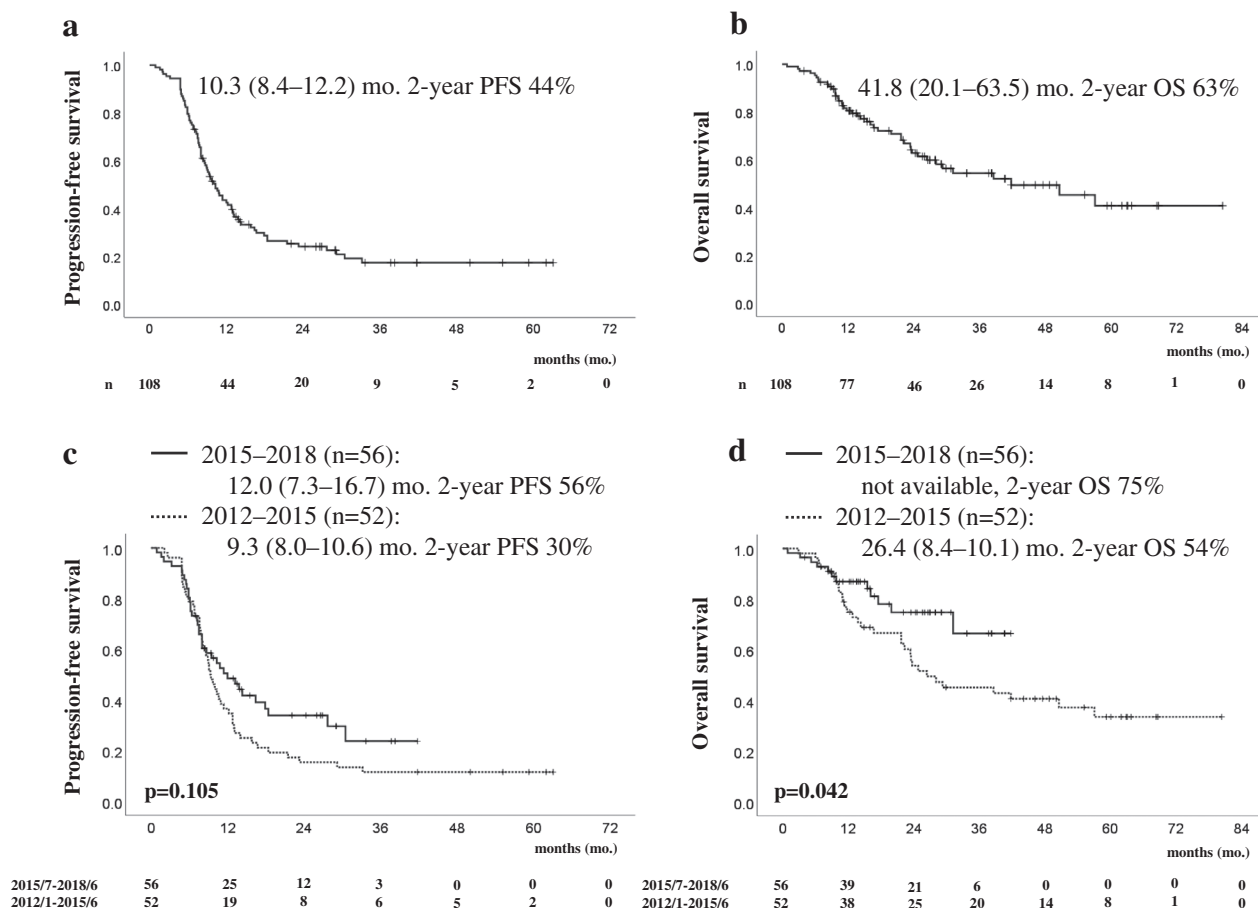 a
10.3 (8.4–12.2) mo. 2-year PFS 44%
Progression-free survival
1.0
0.8
0.6
0.4
0.2
0.0
0 12 24 36 48 60 72
months (mo.)
n 108 44 20 9 5 2 0
b
41.8 (20.1–63.5) mo. 2-year OS 63%
Overall survival
1.0
0.8
0.6
0.4
0.2
0.0
0 12 24 36 48 60 72 84
months (mo.)
n 108 77 46 26 14 8 1 0
c
2015–2018 (n=56):
12.0 (7.3–16.7) mo. 2-year PFS 56%
2012–2015 (n=52):
9.3 (8.0–10.6) mo. 2-year PFS 30%
Progression-free survival
1.0
0.8
0.6
0.4
0.2
0.0
p=0.105
0 12 24 36 48 60 72
months (mo.)
2015/7-2018/6 56 25 12 3 0 0 0
2012/1-2015/6 52 19 8 6 5 2 0
d
2015–2018 (n=56):
not available, 2-year OS 75%
2012–2015 (n=52):
26.4 (8.4–10.1) mo. 2-year OS 54%
Overall survival
1.0
0.8
0.6
0.4
0.2
0.0
p=0.042
0 12 24 36 48 60 72 84
months (mo.)
2015/7-2018/6 56 39 21 6 0 0 0 0
2012/1-2015/6 52 38 25 20 14 8 1 0